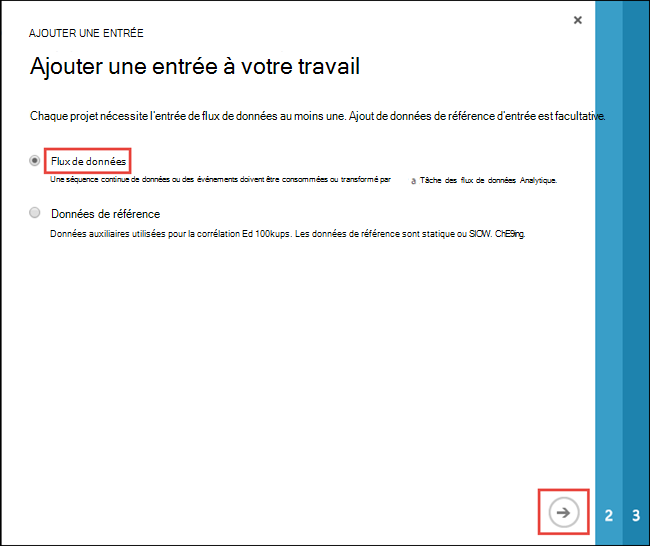 AJOUTER UNE ENTRÉE
Ajouter une entrée à votre travail
Chaque projet nécessite l'entrée de flux de données au moins une. Ajout de données de référence d'entrée est facultative.
Flux de données
Une séquence continue de données ou des événements doivent être consommées ou transformé par a Tâche des flux de données Analytique.
Données de référence
Données auxiliaires utilisées pour la corrélation Ed 100kups. Les données de référence sont statique ou SIOW. ChE9ing.
2 3